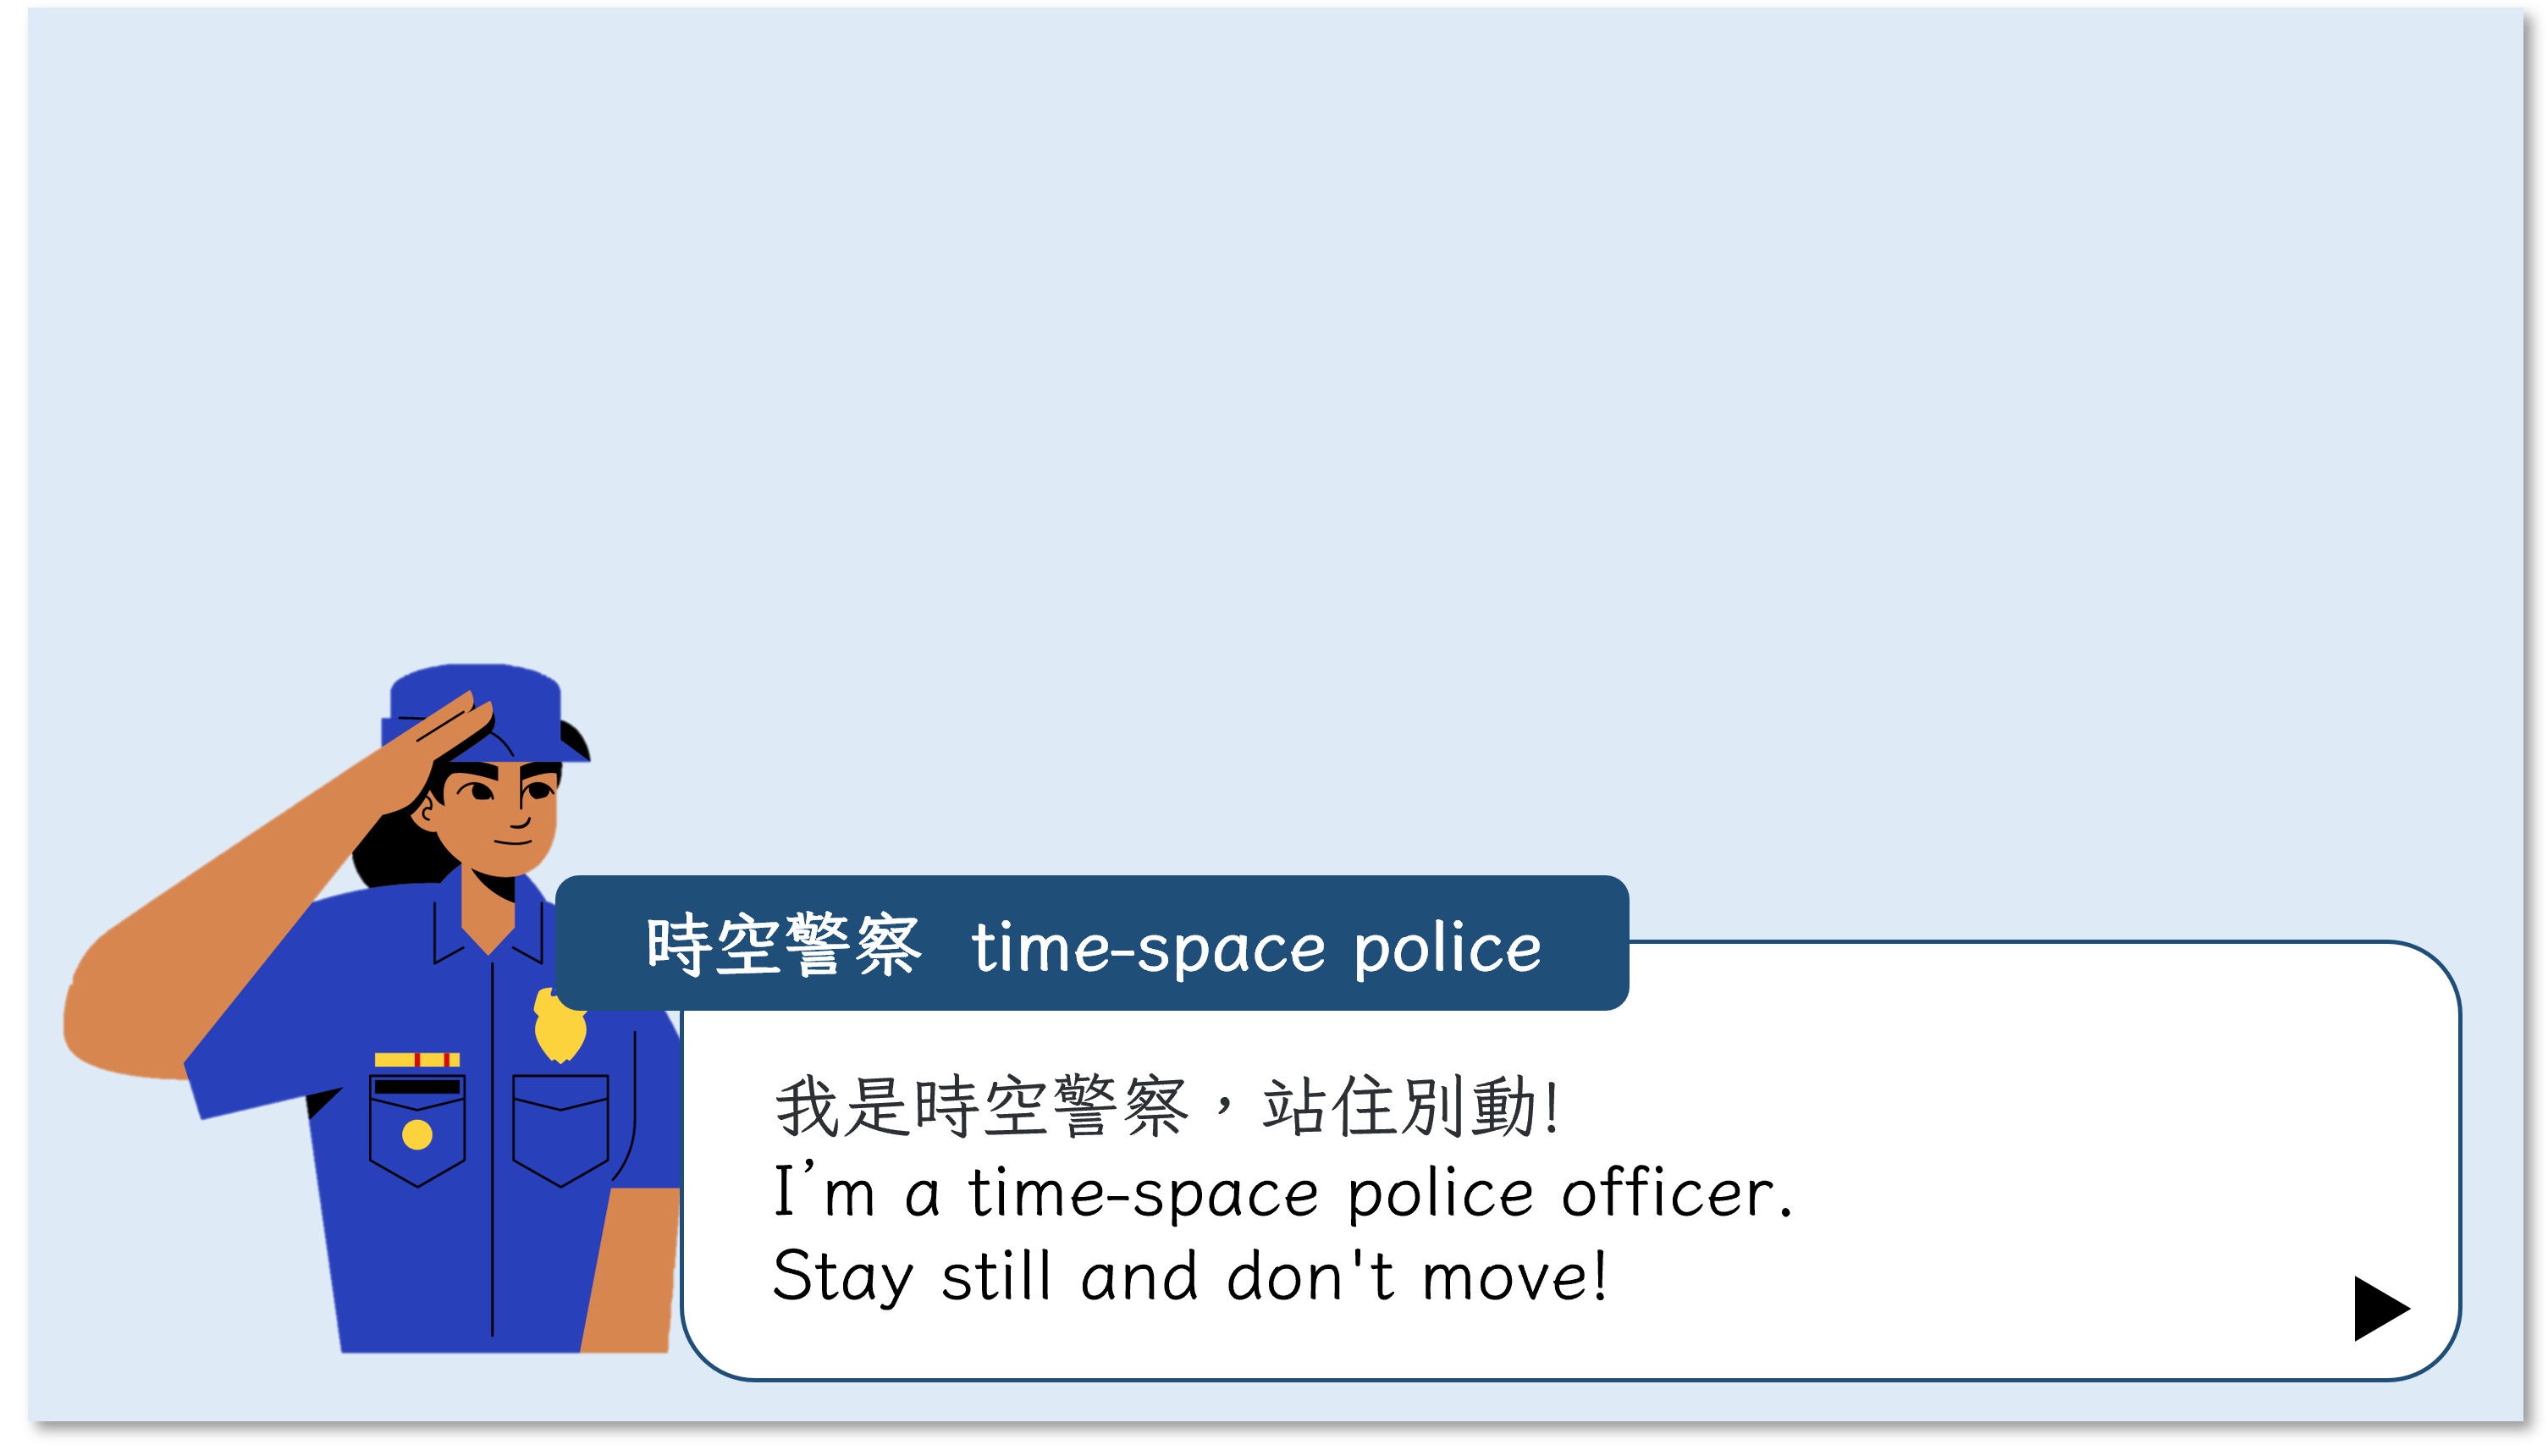 時空警察 time-space police
我是時空警察，站住別動!
I’m a time-space police officer.
Stay still and don't move!